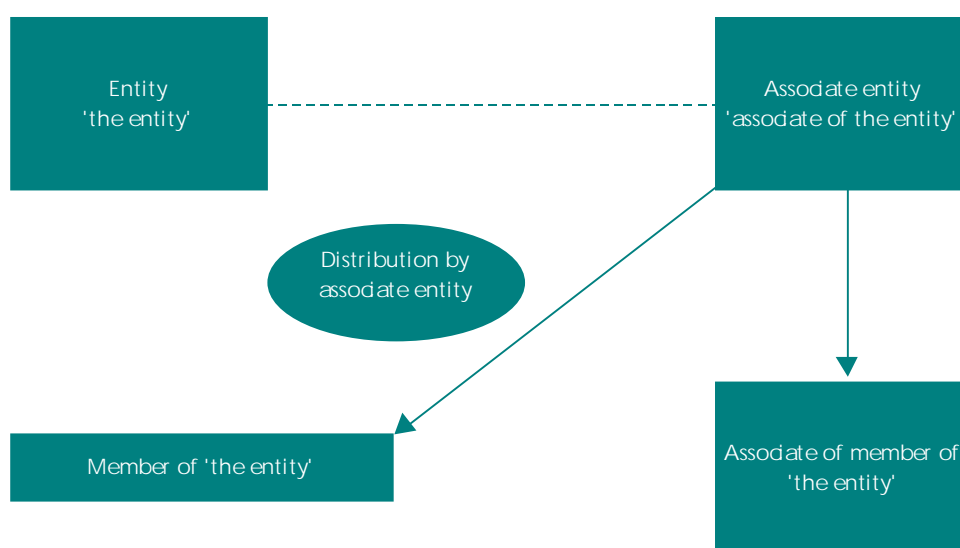 Entity
'the entity'
Associate entity
'associate of the entity'
Distribution by
associate entity
Member of 'the entity'
Associate of member of
'the entity'